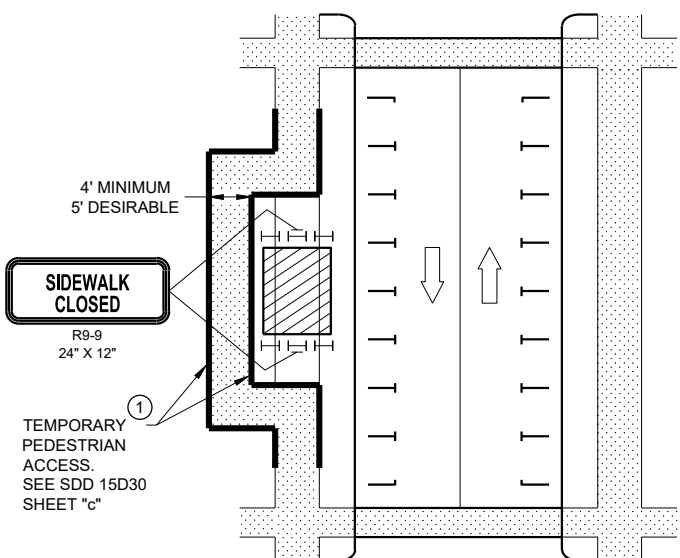 4' MINIMUM
5' DESIRABLE
SIDEWALK
CLOSED
R9-9
24" X 12"
1
TEMPORARY
PEDESTRIAN
ACCESS.
SEE SDD 15D30
SHEET "c"